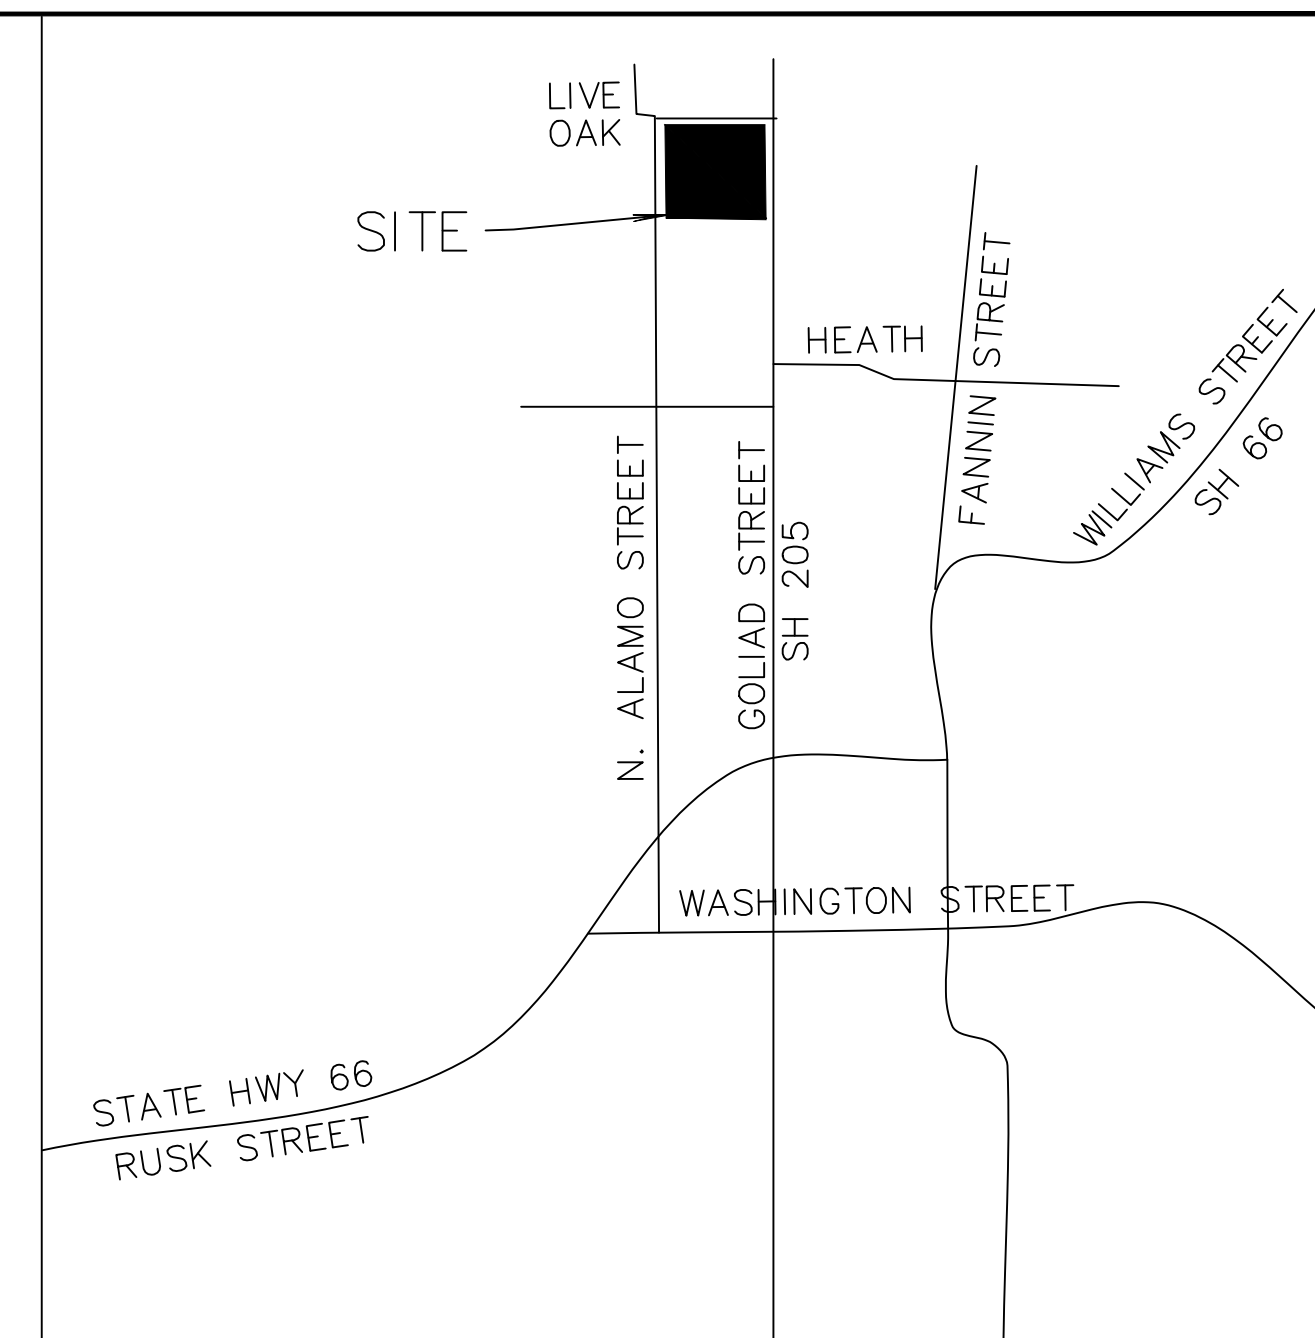 LIVE
OAK
SITE
HEATH
FANNIN STREET
WILLIAMS STREET
SH 66
N. ALAMO STREET
GOLIAD STREET
SH 205
WASHINGTON STREET
STATE HWY 66
RUSK STREET